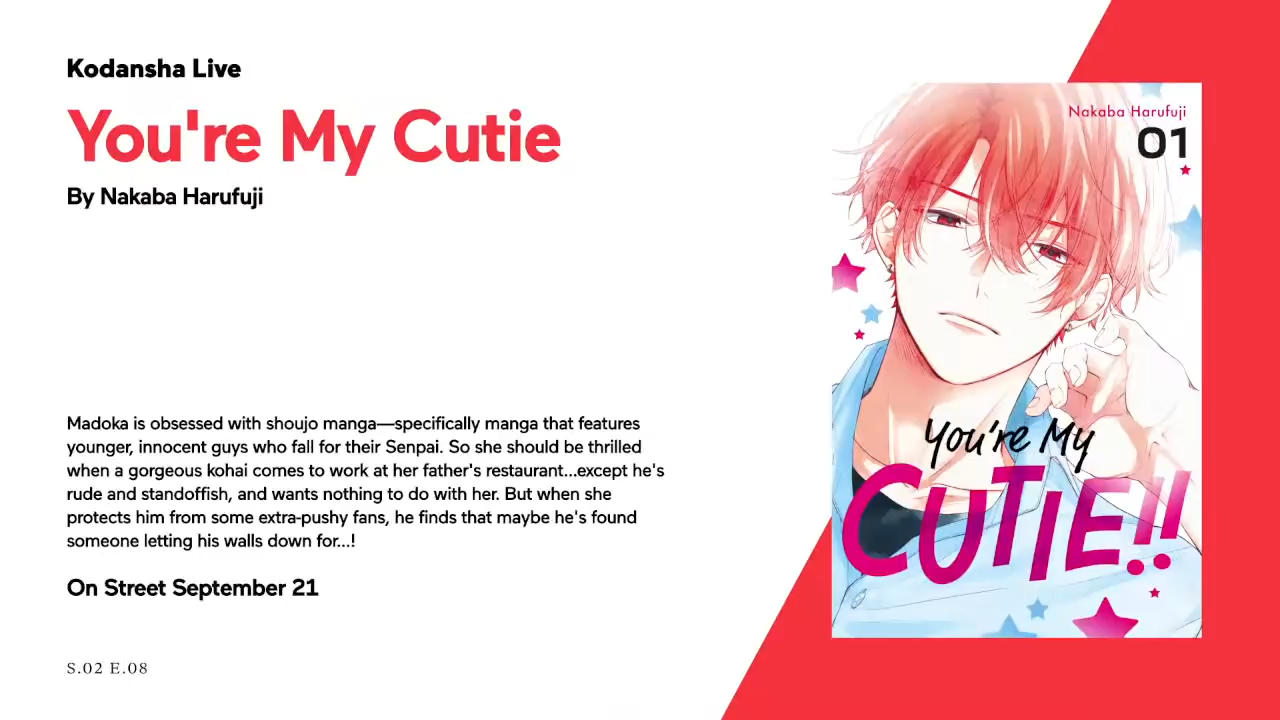 Kodansha Live
You're My Cutie
By Nakaba Harufuji
Madoka is obsessed with shoujo manga—specifically manga that features
younger, innocent guys who fall for their Senpai. So she should be thrilled
when a gorgeous kohai comes to work at her father's restaurant...except he's
rude and standoffish, and wants nothing to do with her. But when she
protects him from some extra-pushy fans, he finds that maybe he's found
someone letting his walls down for...!
On Street September 21
S.02 E.08
Nakaba Harufuji
01
You're My
CUTIE!!